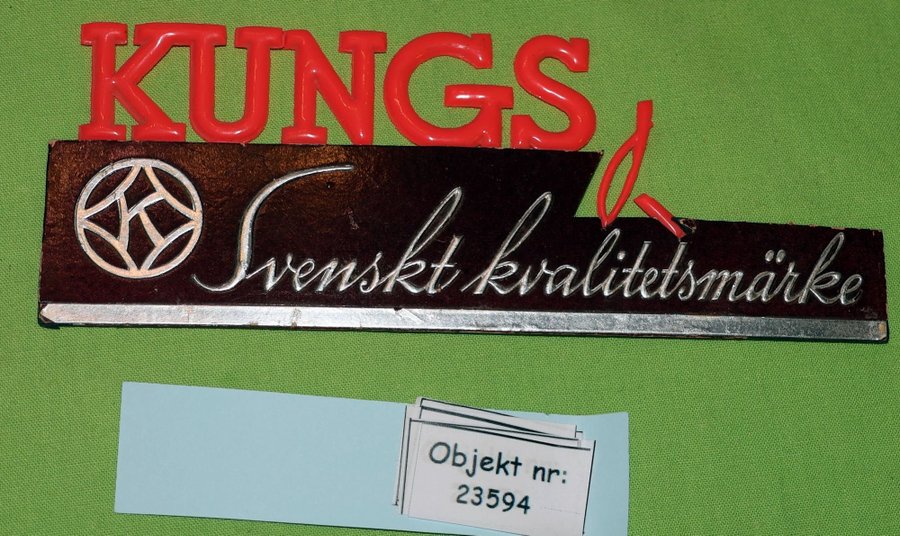 KUNGS
K
Svenskt kvalitetsmärke
Objekt nr:
23594